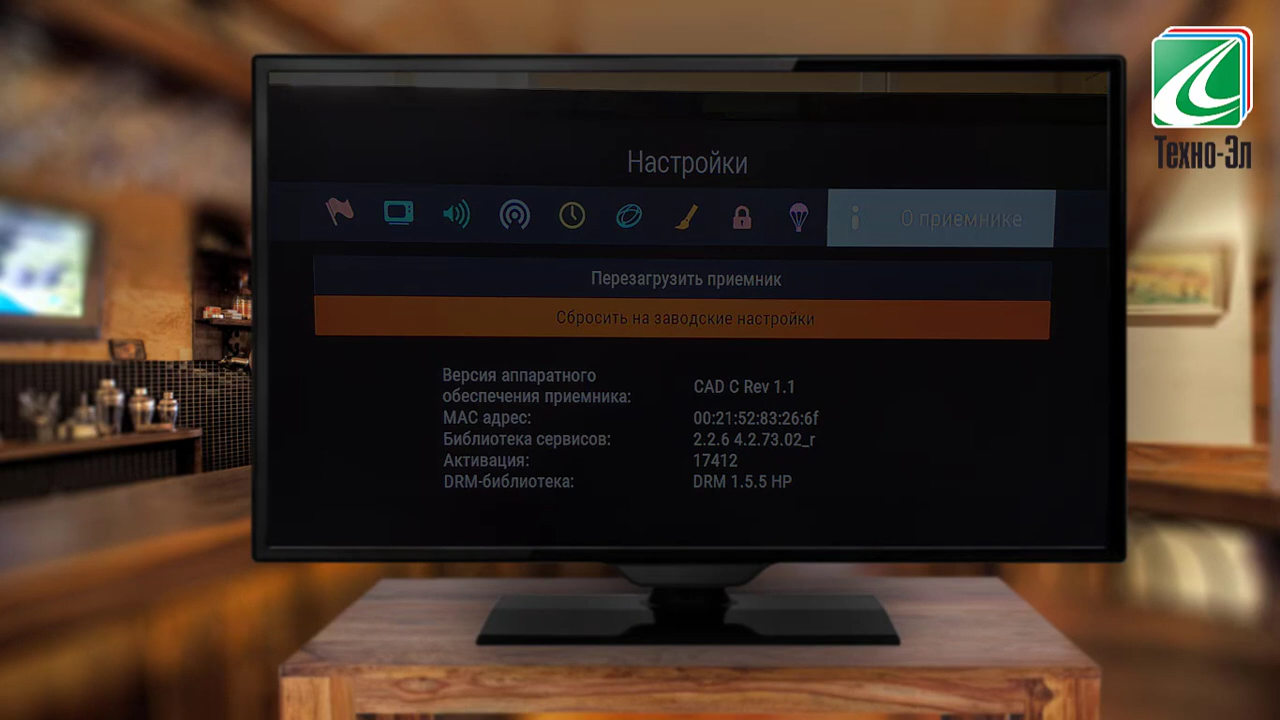 Техно-Эл
Настройки
О приемнике
Перезагрузить приемник
Сбросить на заводские настройки
Версия аппаратного
обеспечения приемника:
CAD C Rev 1.1
MAC адрес:
00:21:52:83:26:6f
Библиотека сервисов:
2.2.6 4.2.73.02_r
Активация:
17412
DRM-библиотека:
DRM 1.5.5 HP